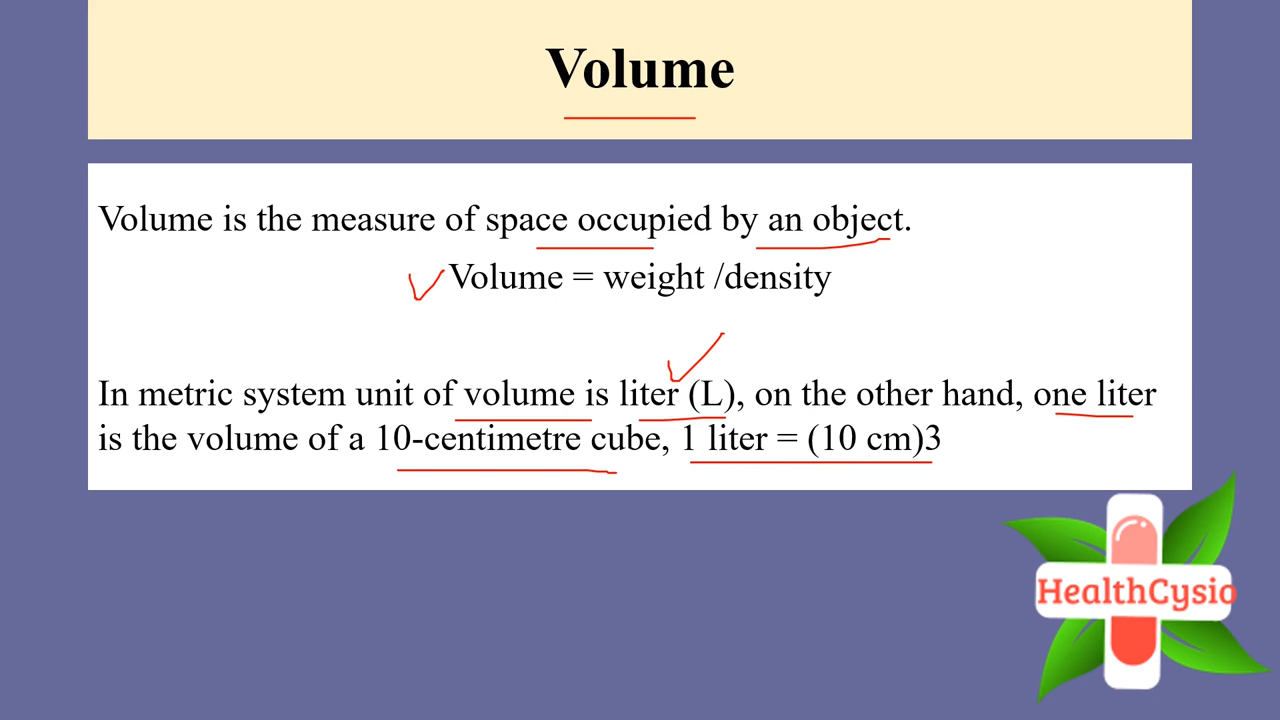 Volume
Volume is the measure of space occupied by an object.
Volume = weight /density
In metric system unit of volume is liter (L), on the other hand, one liter
is the volume of a 10-centimetre cube, 1 liter = (10 cm)3
HealthCysio